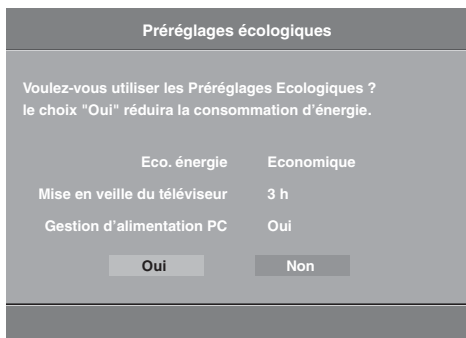 Préréglages écologiques
Voulez-vous utiliser les Préréglages Ecologiques ?
le choix "Oui" réduira la consommation d’énergie.
Eco. énergie Economique
Mise en veille du téléviseur 3 h
Gestion d’alimentation PC Oui
Oui Non